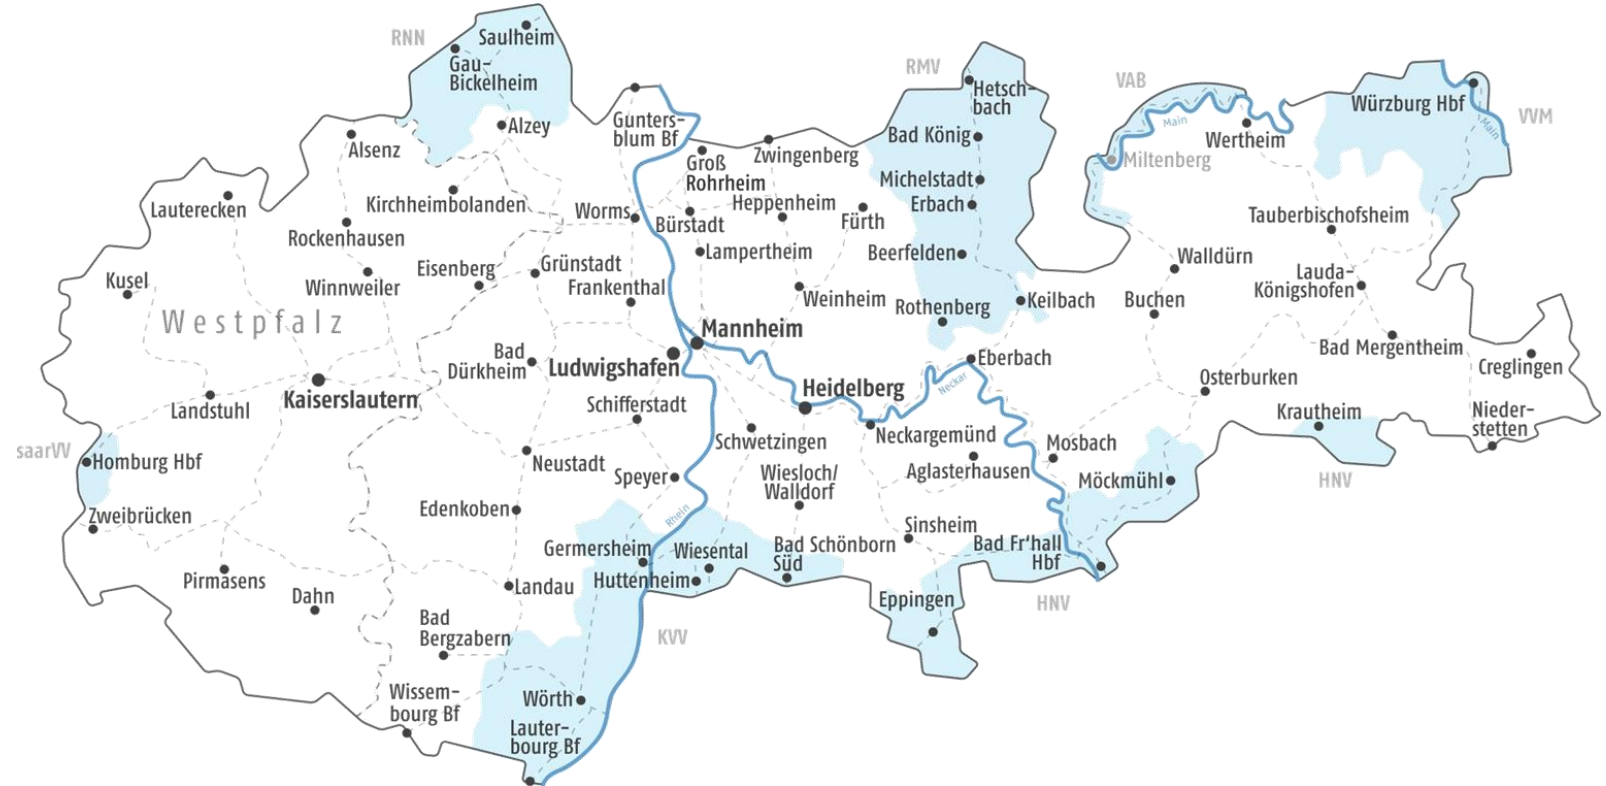 RNN
Saulheim
Gau-
Bickelheim
Alzey
Alsenz
Lauterecken
Kirchheimbolanden
Rockenhausen
Winnweiler
Kusel
Westpfalz
Eisenberg
Grünstadt
Frankenthal
Worms
Gunters-
blum Bf
Groß
Rohrheim
Zwingenberg
Bürstadt
Heppenheim
Fürth
Lampertheim
Weinheim
RMV
Hetsch-
bach
Bad König
Michelstadt
Erbach
Beerfelden
Rothenberg
Keilbach
VAB
Main
Miltenberg
Wertheim
Würzburg Hbf
Main
VVM
Tauberbischofsheim
Walldürn
Lauda-
Königshofen
Buchen
Bad Mergentheim
Creglingen
Osterburken
Krautheim
Nieder-
stetten
HNV
Mannheim
Ludwigshafen
Bad
Dürkheim
Kaiserslautern
Landstuhl
Heidelberg
Eberbach
Neckar
Schifferstadt
Schwetzingen
Neckargemünd
Aglasterhausen
Mosbach
Möckmühl
saarVV
Homburg Hbf
Zweibrücken
Neustadt
Speyer
Wiesloch/
Walldorf
Edenkoben
Rhein
Sinsheim
Bad Fr'hall
Hbf
Germersheim
Wiesental
Huttenheim
Bad Schönborn
Süd
Pirmasens
Dahn
Landau
Bad
Bergzabern
Eppingen
HNV
KVV
Wissem-
bourg Bf
Wörth
Lauter-
bourg Bf